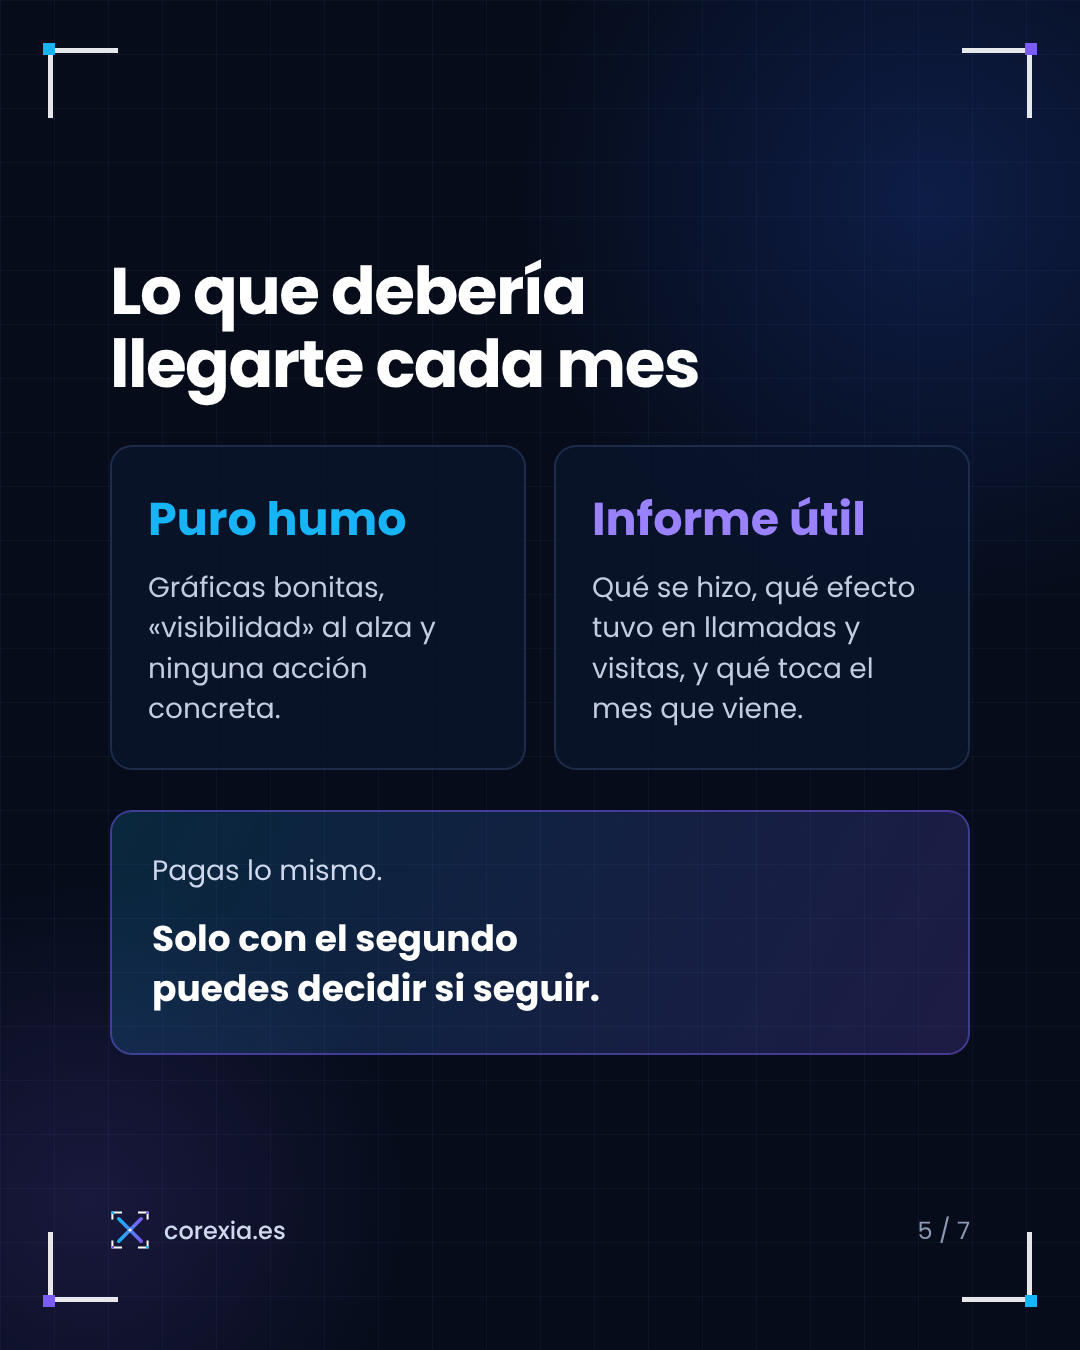 Lo que debería
llegarte cada mes
Puro humo
Gráficas bonitas,
«visibilidad» al alza y
ninguna acción
concreta.
Informe útil
Qué se hizo, qué efecto
tuvo en llamadas y
visitas, y qué toca el
mes que viene.
Pagas lo mismo.
Solo con el segundo
puedes decidir si seguir.
corexia.es
5 / 7